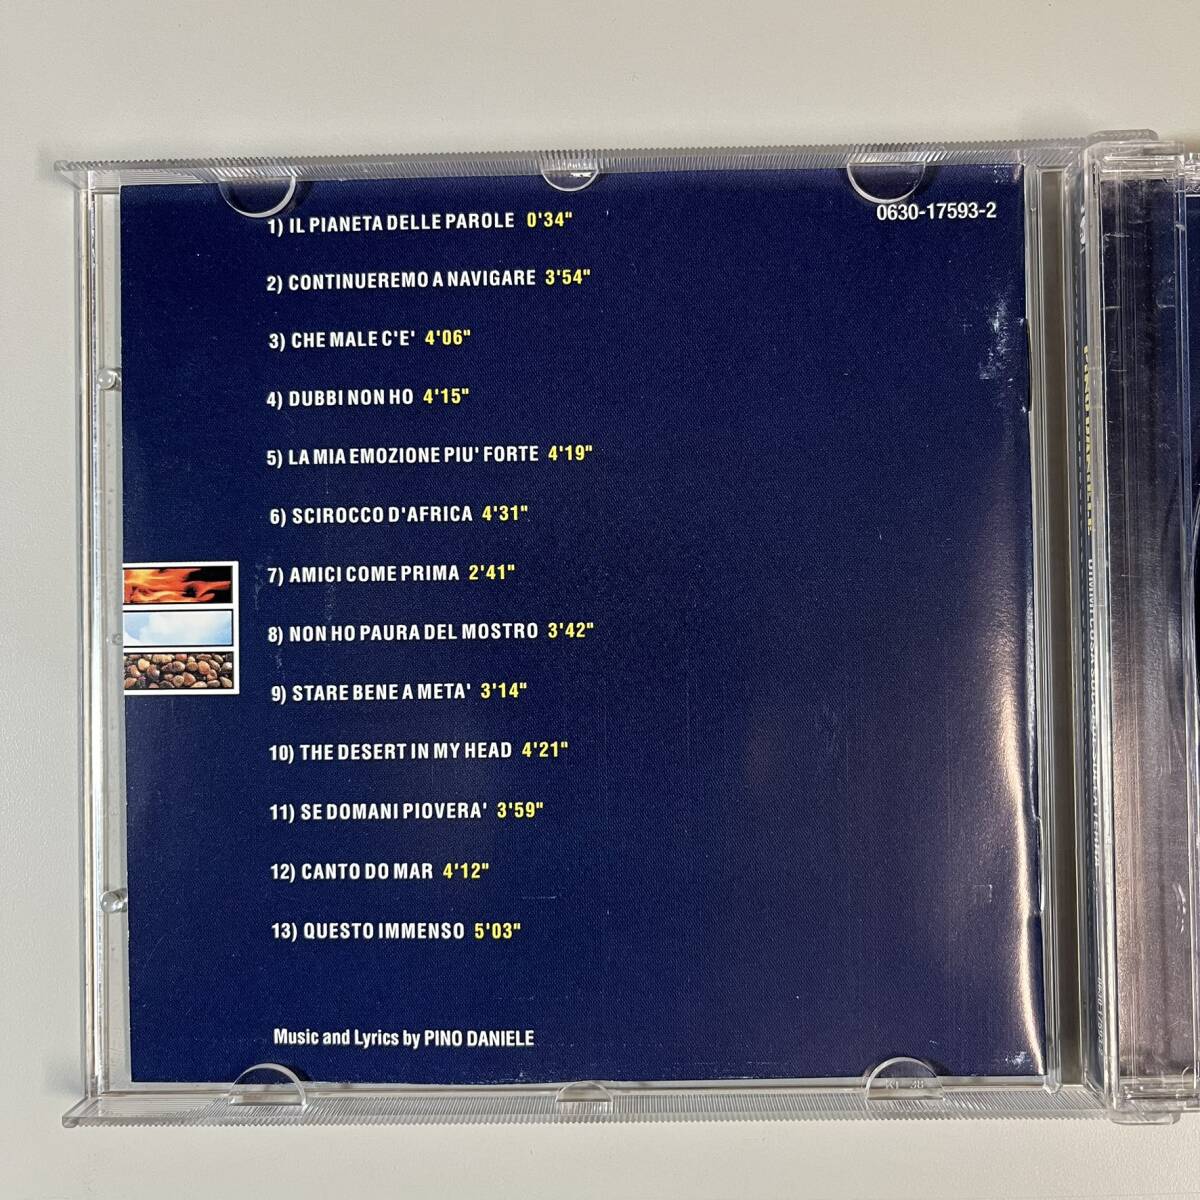 0630-17593-2
1) IL PIANETA DELLE PAROLE 0'34"
2) CONTINUEREMO A NAVIGARE 3'54"
3) CHE MALE C'E' 4'06"
4) DUBBI NON HO 4'15"
5) LA MIA EMOZIONE PIU' FORTE 4'19"
6) SCIROCCO D'AFRICA 4'31"
7) AMICI COME PRIMA 2'41"
8) NON HO PAURA DEL MOSTRO 3'42"
9) STARE BENE A META' 3'14"
10) THE DESERT IN MY HEAD 4'21"
11) SE DOMANI PIOVERA' 3'59"
12) CANTO DO MAR 4'12"
13) QUESTO IMMENSO 5'03"
Music and Lyrics by PINO DANIELE